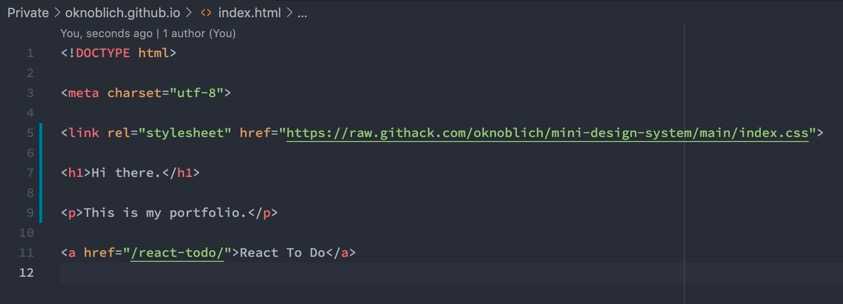 Private > oknoblich.github.io > <> index.html > ...
You, seconds ago | 1 author (You)
1 <!DOCTYPE html>
2
3 <meta charset="utf-8">
4
5 <link rel="stylesheet" href="https://raw.githack.com/oknoblich/mini-design-system/main/index.css">
6
7 <h1>Hi there.</h1>
8
9 <p>This is my portfolio.</p>
10
11 <a href="/react-todo/">React To Do</a>
12